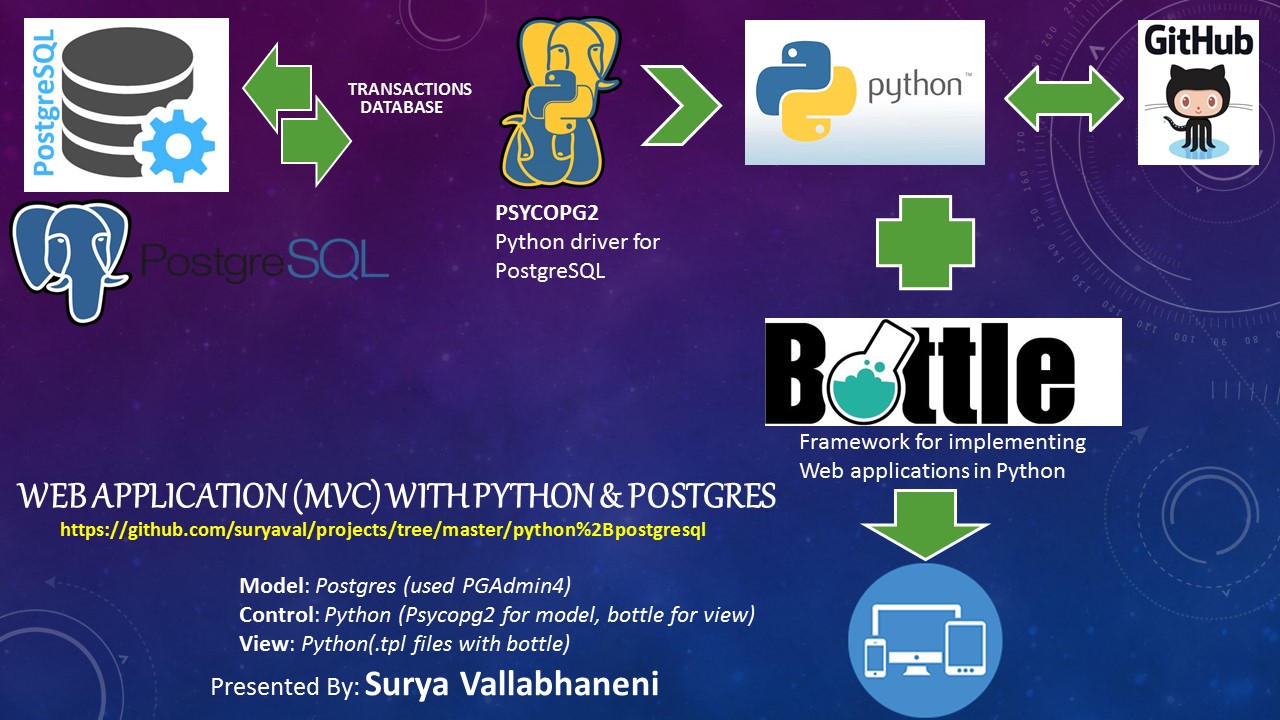 PostgreSQL
TRANSACTIONS
DATABASE
python™
GitHub
PostgreSQL
PSYCOPG2
Python driver for
PostgreSQL
Bottle
Framework for implementing
Web applications in Python
WEB APPLICATION (MVC) WITH PYTHON & POSTGRES
https://github.com/suryaval/projects/tree/master/python%2Bpostgresql
Model: Postgres (used PGAdmin4)
Control: Python (Psycopg2 for model, bottle for view)
View: Python(.tpl files with bottle)
Presented By: Surya Vallabhaneni